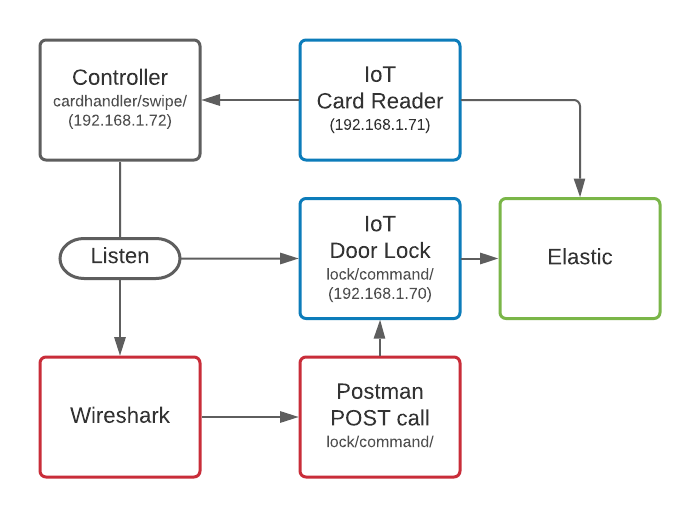 Controller
cardhandler/swipe/
(192.168.1.72)
IoT
Card Reader
(192.168.1.71)
Listen
IoT
Door Lock
lock/command/
(192.168.1.70)
Elastic
Wireshark
Postman
POST call
lock/command/